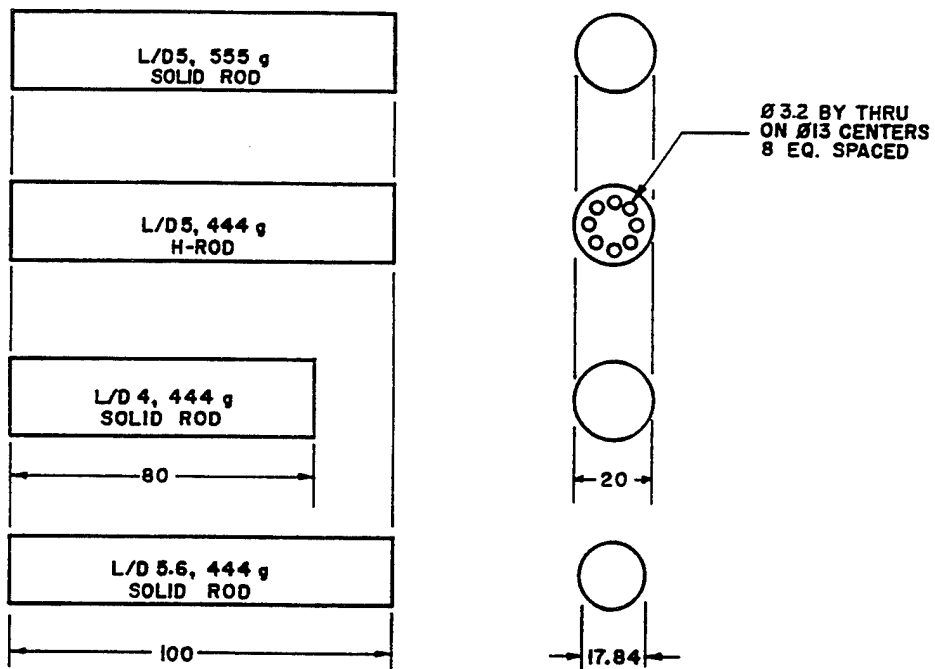 L/D5, 555 g
SOLID ROD
Ø 3.2 BY THRU
ON Ø13 CENTERS
8 EQ. SPACED
L/D5, 444 g
H-ROD
L/D 4, 444 g
SOLID ROD
80
20
L/D 5.6, 444 g
SOLID ROD
100
17.84